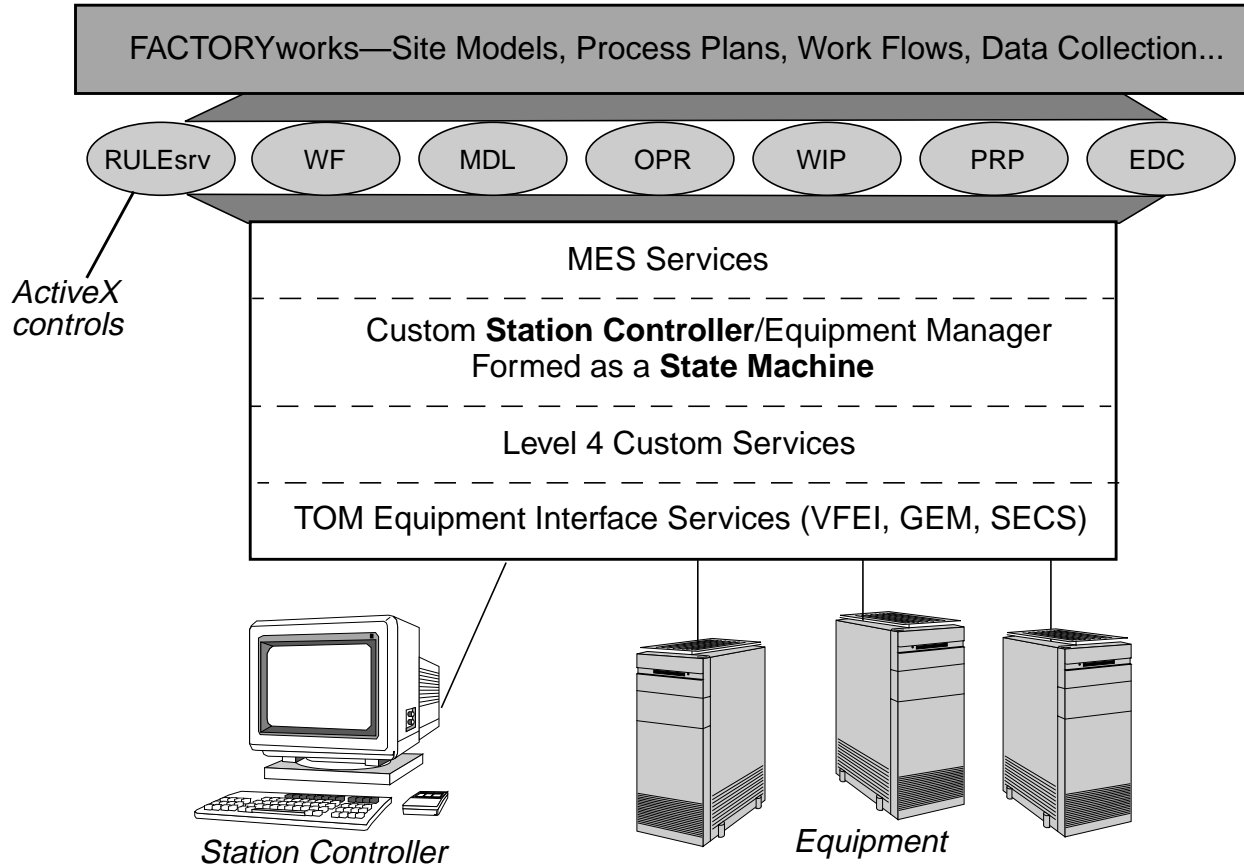 FACTORYworks—Site Models, Process Plans, Work Flows, Data Collection...
RULEsrv WF MDL OPR WIP PRP EDC
ActiveX
controls
MES Services
Custom Station Controller/Equipment Manager
Formed as a State Machine
Level 4 Custom Services
TOM Equipment Interface Services (VFEI, GEM, SECS)
Station Controller
Equipment